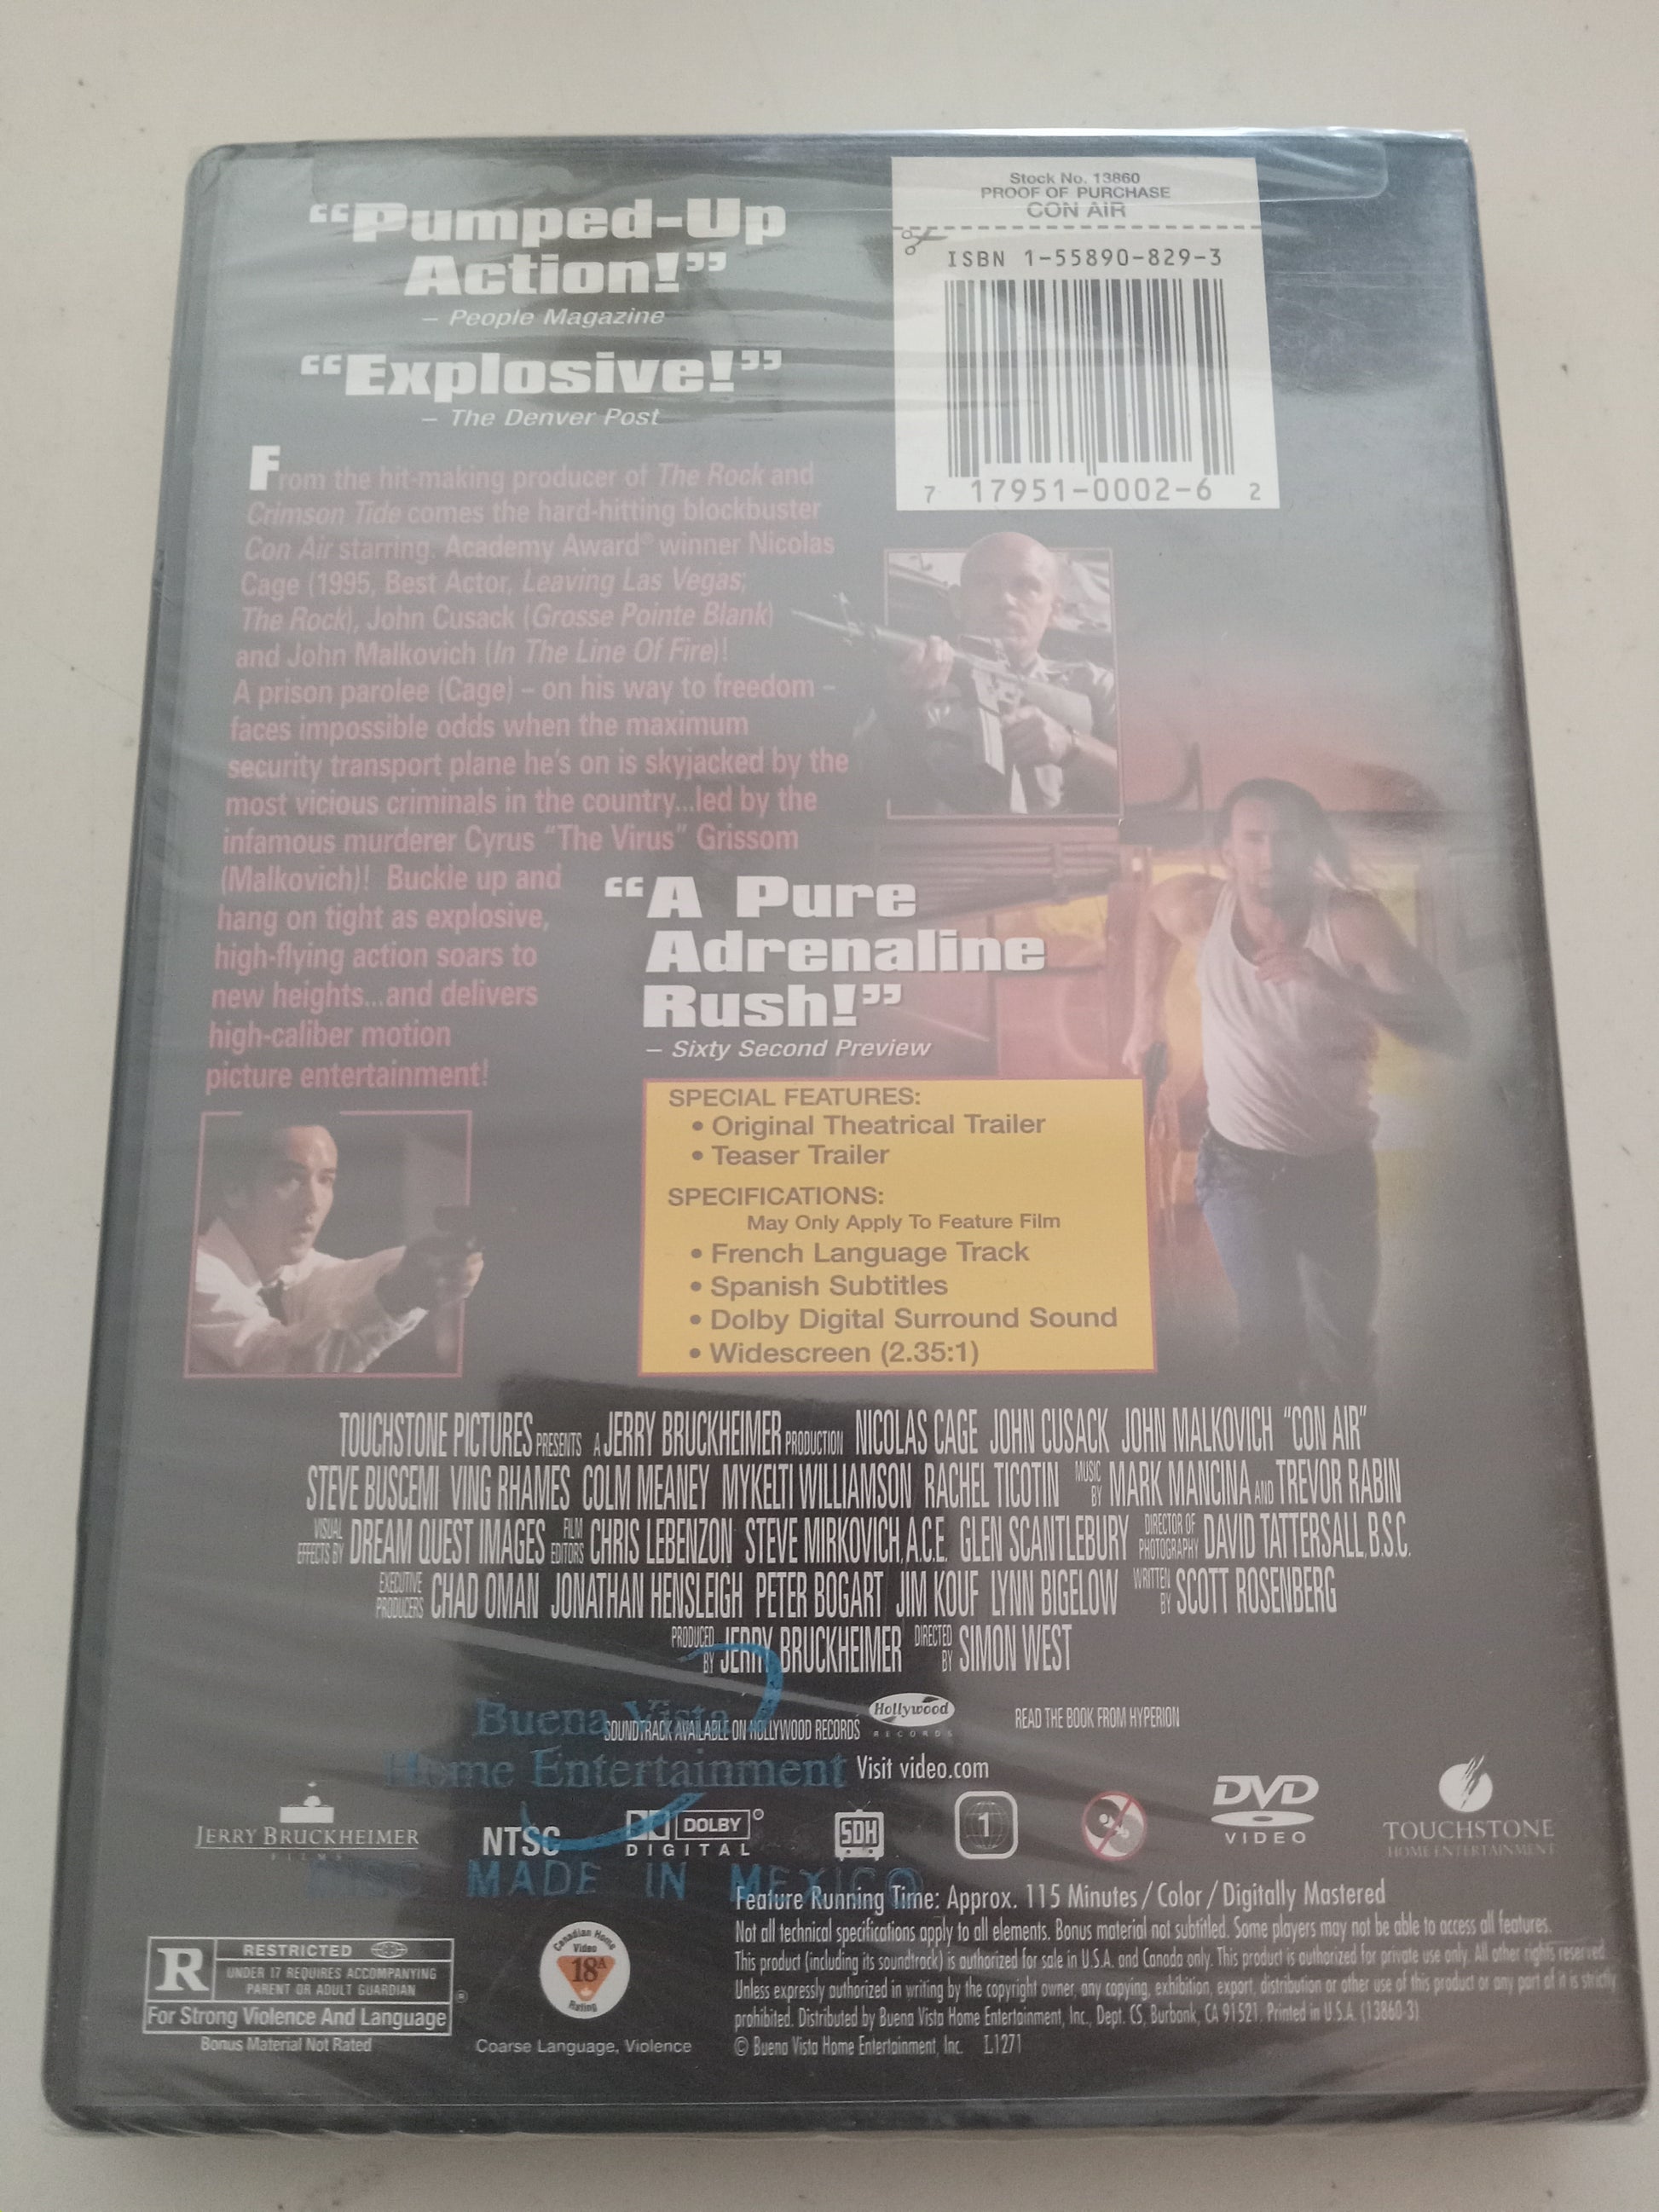 “Pumped-Up
Action!”
– People Magazine
“Explosive!”
– The Denver Post
Stock No. 13860
PROOF OF PURCHASE
CON AIR
ISBN 1-55890-829-3
7 17951-0002-6 2
From the hit-making producer of The Rock and
Crimson Tide comes the hard-hitting blockbuster
Con Air starring. Academy Award® winner Nicolas
Cage (1995, Best Actor, Leaving Las Vegas;
The Rock), John Cusack (Grosse Pointe Blank)
and John Malkovich (In The Line Of Fire)!
A prison parolee (Cage) – on his way to freedom –
faces impossible odds when the maximum
security transport plane he's on is skyjacked by the
most vicious criminals in the country...led by the
infamous murderer Cyrus “The Virus” Grissom
(Malkovich)! Buckle up and
hang on tight as explosive,
high-flying action soars to
new heights...and delivers
high-caliber motion
picture entertainment!
“A Pure
Adrenaline
Rush!”
– Sixty Second Preview
SPECIAL FEATURES:
• Original Theatrical Trailer
• Teaser Trailer
SPECIFICATIONS:
May Only Apply To Feature Film
• French Language Track
• Spanish Subtitles
• Dolby Digital Surround Sound
• Widescreen (2.35:1)
TOUCHSTONE PICTURES PRESENTS A JERRY BRUCKHEIMER PRODUCTION NICOLAS CAGE JOHN CUSACK JOHN MALKOVICH “CON AIR”
STEVE BUSCEMI VING RHAMES COLM MEANEY MYKELTI WILLIAMSON RACHEL TICOTIN MUSIC BY MARK MANCINA AND TREVOR RABIN
VISUAL EFFECTS BY DREAM QUEST IMAGES FILM EDITORS CHRIS LEBENZON STEVE MIRKOVICH, A.C.E. GLEN SCANTLEBURY DIRECTOR OF PHOTOGRAPHY DAVID TATTERSALL, B.S.C.
EXECUTIVE PRODUCERS CHAD OMAN JONATHAN HENSLEIGH PETER BOGART JIM KOUF LYNN BIGELOW WRITTEN BY SCOTT ROSENBERG
PRODUCED BY JERRY BRUCKHEIMER DIRECTED BY SIMON WEST
Buena Vista
SOUNDTRACK AVAILABLE ON HOLLYWOOD RECORDS
Hollywood
RECORDS
READ THE BOOK FROM HYPERION
Home Entertainment
Visit video.com
JERRY BRUCKHEIMER
FILMS
NTSC
DOLBY
DIGITAL
SDH
1
DVD
VIDEO
TOUCHSTONE
HOME ENTERTAINMENT
DISC MADE IN MEXICO
Feature Running Time: Approx. 115 Minutes / Color / Digitally Mastered
Not all technical specifications apply to all elements. Bonus material not subtitled. Some players may not be able to access all features.
This product (including its soundtrack) is authorized for sale in U.S.A. and Canada only. This product is authorized for private use only. All other rights reserved.
Unless expressly authorized in writing by the copyright owner, any copying, exhibition, export, distribution or other use of this product or any part of it is strictly
prohibited. Distributed by Buena Vista Home Entertainment, Inc., Dept. CS, Burbank, CA 91521. Printed in U.S.A. (13860-3)
© Buena Vista Home Entertainment, Inc. L1271
R
RESTRICTED
UNDER 17 REQUIRES ACCOMPANYING
PARENT OR ADULT GUARDIAN
®
For Strong Violence And Language
Bonus Material Not Rated
Canadian Home
Video
18A
Rating
Coarse Language, Violence